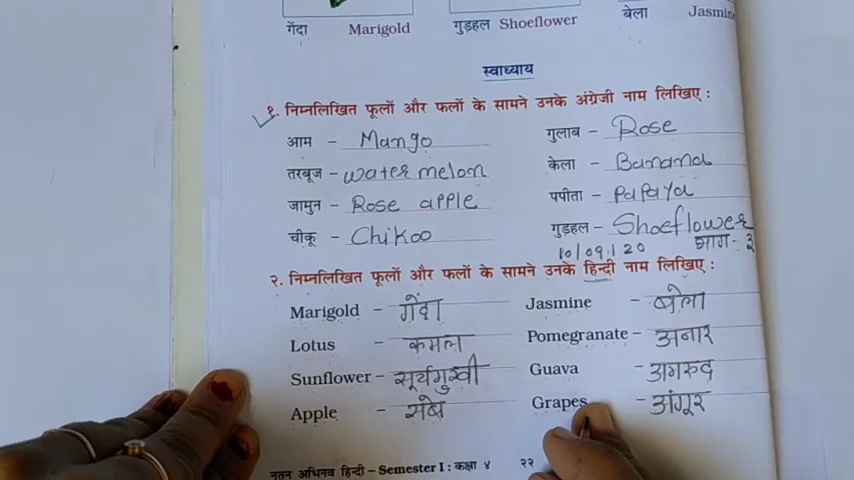 गेंदा Marigold गुड़हल Shoeflower बेला Jasmine
स्वाध्याय
१. निम्नलिखित फूलों और फलों के सामने उनके अंग्रेजी नाम लिखिए :
आम - Mango गुलाब - Rose
तरबूज - water melon केला - Banana
जामुन - Rose apple पपीता - PaPaya
चीकू - Chikoo गुड़हल - Shoeflower
10/09/20 भाग - ३
२. निम्नलिखित फूलों और फलों के सामने उनके हिन्दी नाम लिखिए :
Marigold - गेंदा Jasmine - बेला
Lotus - कमल Pomegranate - अनार
Sunflower - सूर्यमुखी Guava - अमरुद
Apple - सेब Grapes - अंगूर
नूतन अभिनव हिन्दी – Semester I : कक्षा ४ २२